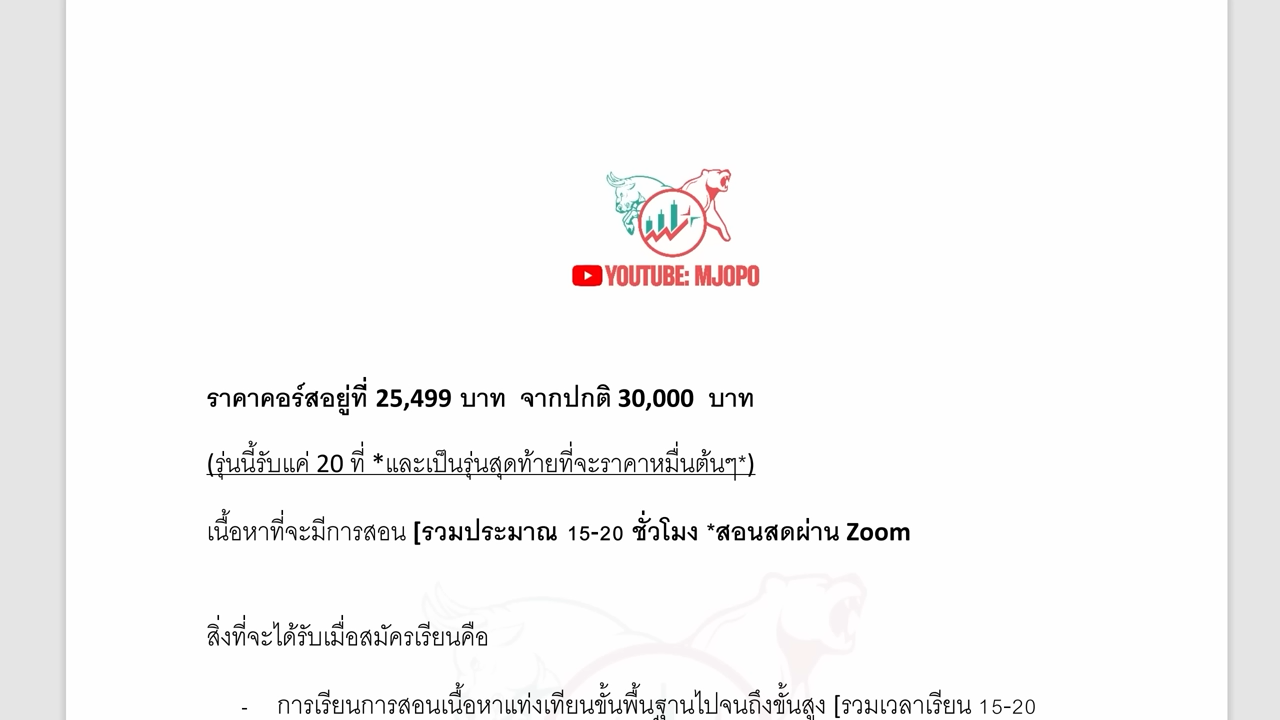 YOUTUBE: MJOPO
ราคาคอร์สอยู่ที่ 25,499 บาท จากปกติ 30,000 บาท
(รุ่นนี้รับแค่ 20 ที่ *และเป็นรุ่นสุดท้ายที่จะราคาหมื่นต้นๆ*)
เนื้อหาที่จะมีการสอน [รวมประมาณ 15-20 ชั่วโมง *สอนสดผ่าน Zoom
สิ่งที่จะได้รับเมื่อสมัครเรียนคือ
- การเรียนการสอนเนื้อหาแท่งเทียนขั้นพื้นฐานไปจนถึงขั้นสูง [รวมเวลาเรียน 15-20